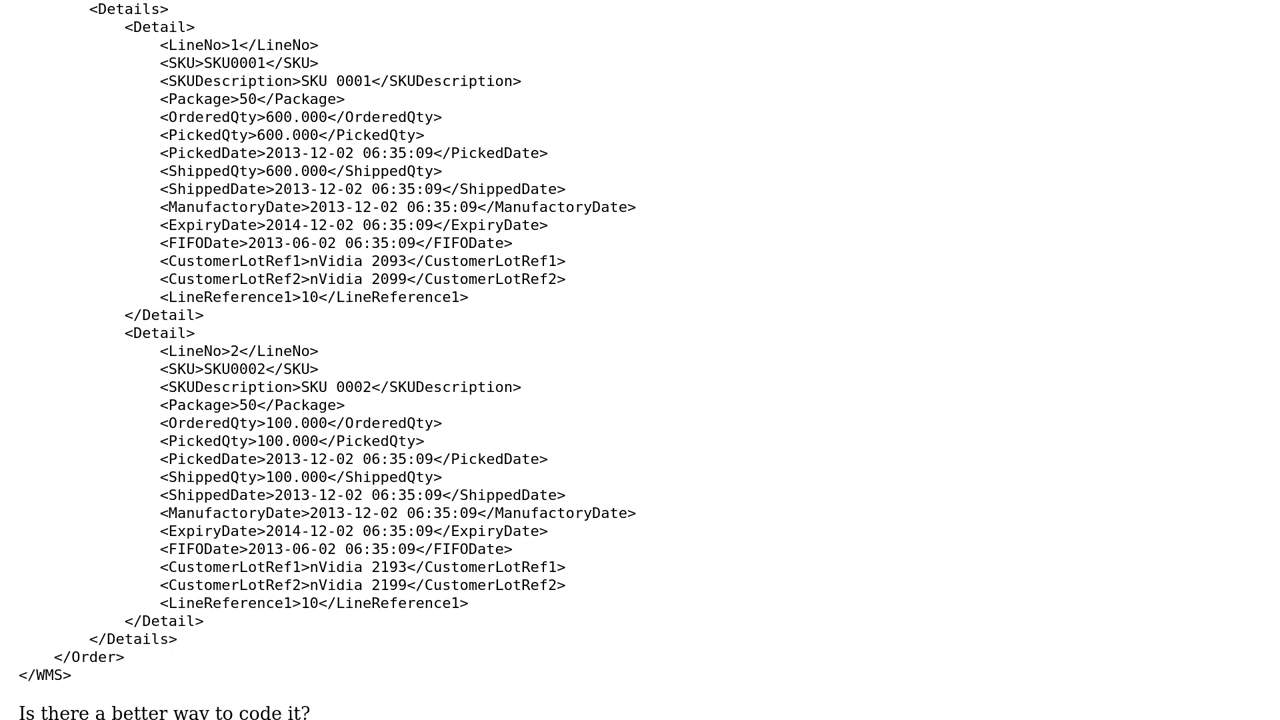 <Details>
<Detail>
<LineNo>1</LineNo>
<SKU>SKU0001</SKU>
<SKUDescription>SKU 0001</SKUDescription>
<Package>50</Package>
<OrderedQty>600.000</OrderedQty>
<PickedQty>600.000</PickedQty>
<PickedDate>2013-12-02 06:35:09</PickedDate>
<ShippedQty>600.000</ShippedQty>
<ShippedDate>2013-12-02 06:35:09</ShippedDate>
<ManufactoryDate>2013-12-02 06:35:09</ManufactoryDate>
<ExpiryDate>2014-12-02 06:35:09</ExpiryDate>
<FIFODate>2013-06-02 06:35:09</FIFODate>
<CustomerLotRef1>nVidia 2093</CustomerLotRef1>
<CustomerLotRef2>nVidia 2099</CustomerLotRef2>
<LineReference1>10</LineReference1>
</Detail>
<Detail>
<LineNo>2</LineNo>
<SKU>SKU0002</SKU>
<SKUDescription>SKU 0002</SKUDescription>
<Package>50</Package>
<OrderedQty>100.000</OrderedQty>
<PickedQty>100.000</PickedQty>
<PickedDate>2013-12-02 06:35:09</PickedDate>
<ShippedQty>100.000</ShippedQty>
<ShippedDate>2013-12-02 06:35:09</ShippedDate>
<ManufactoryDate>2013-12-02 06:35:09</ManufactoryDate>
<ExpiryDate>2014-12-02 06:35:09</ExpiryDate>
<FIFODate>2013-06-02 06:35:09</FIFODate>
<CustomerLotRef1>nVidia 2193</CustomerLotRef1>
<CustomerLotRef2>nVidia 2199</CustomerLotRef2>
<LineReference1>10</LineReference1>
</Detail>
</Details>
</Order>
</WMS>
Is there a better way to code it?